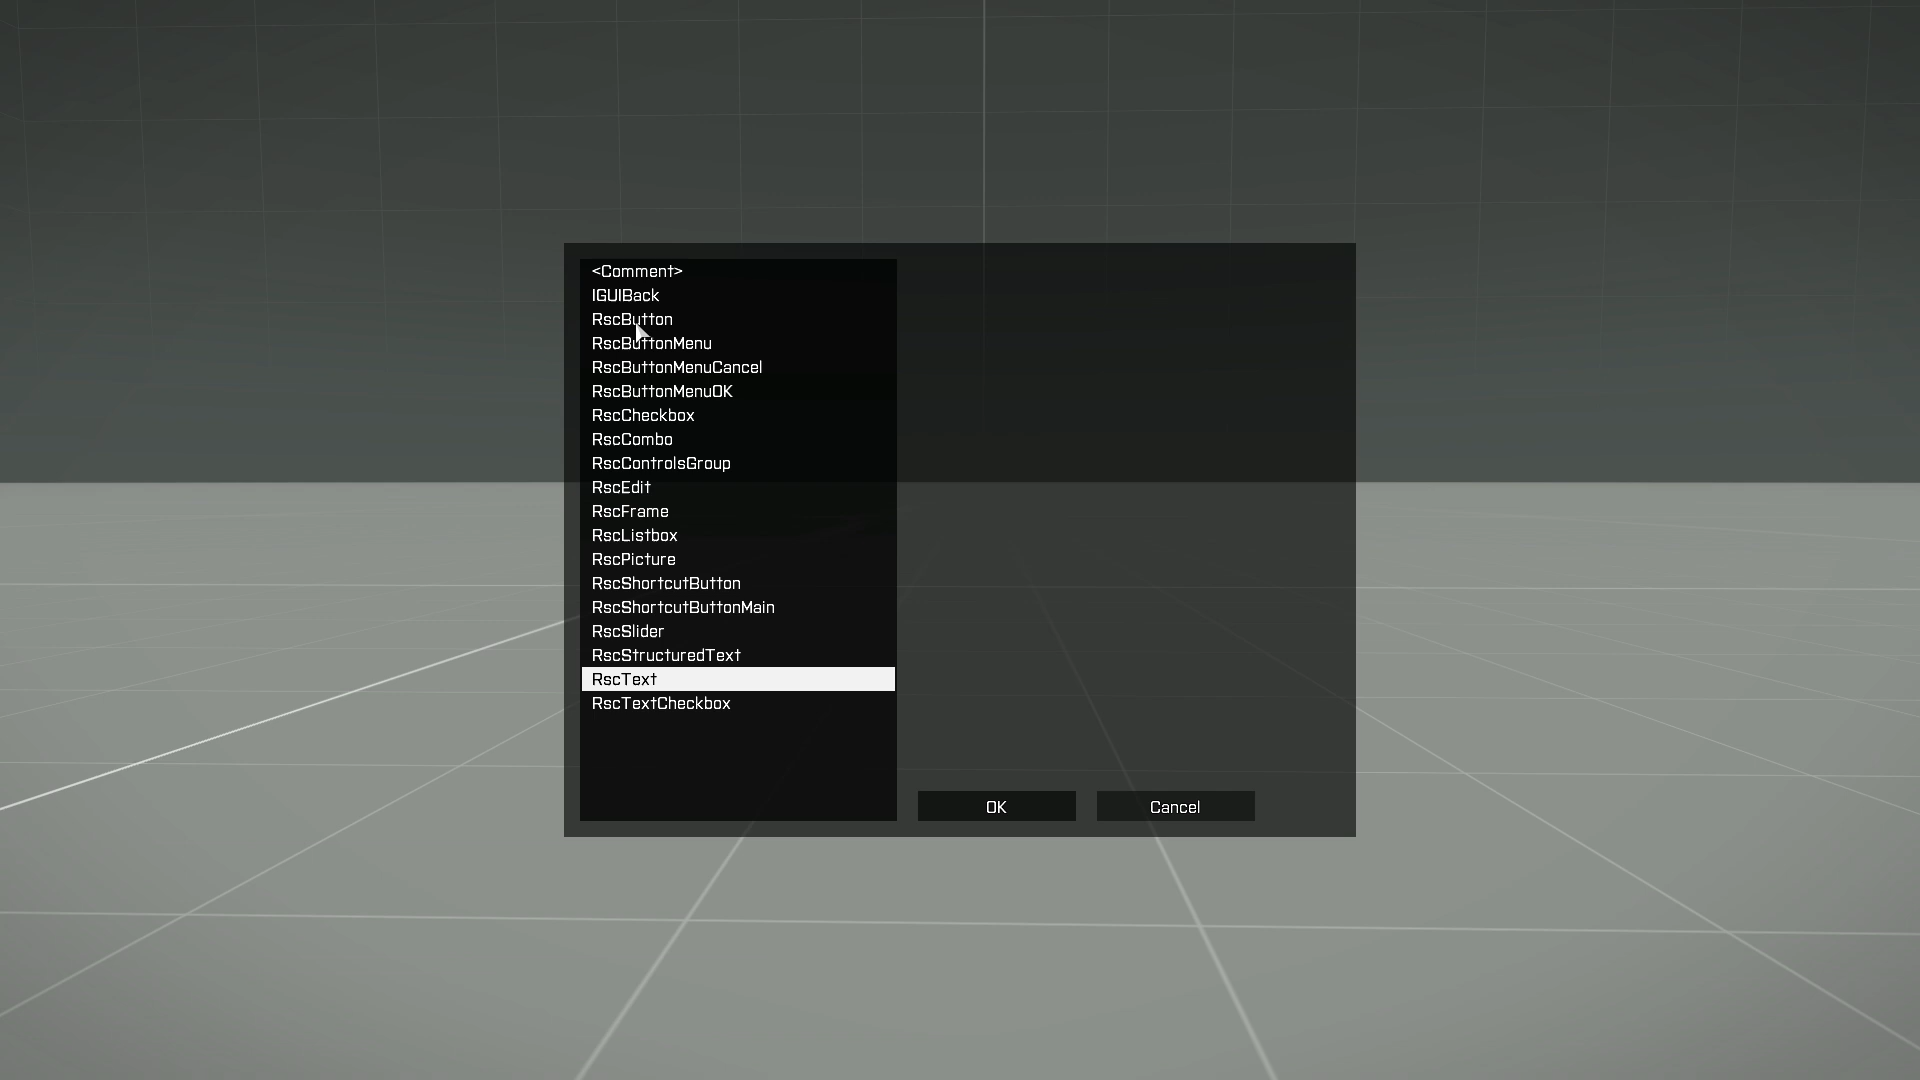 <Comment>
IGUIBack
RscButton
RscButtonMenu
RscButtonMenuCancel
RscButtonMenuOK
RscCheckbox
RscCombo
RscControlsGroup
RscEdit
RscFrame
RscListbox
RscPicture
RscShortcutButton
RscShortcutButtonMain
RscSlider
RscStructuredText
RscText
RscTextCheckbox
OK
Cancel